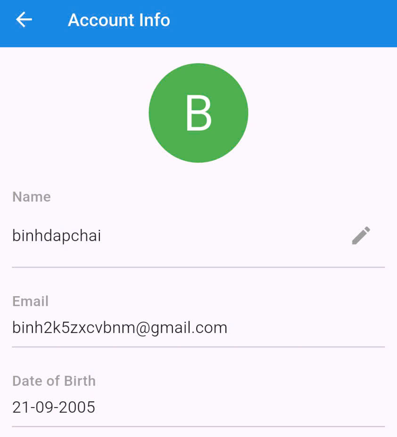 Account Info
B
Name
binhdapchai
Email
binh2k5zxcvbnm@gmail.com
Date of Birth
21-09-2005